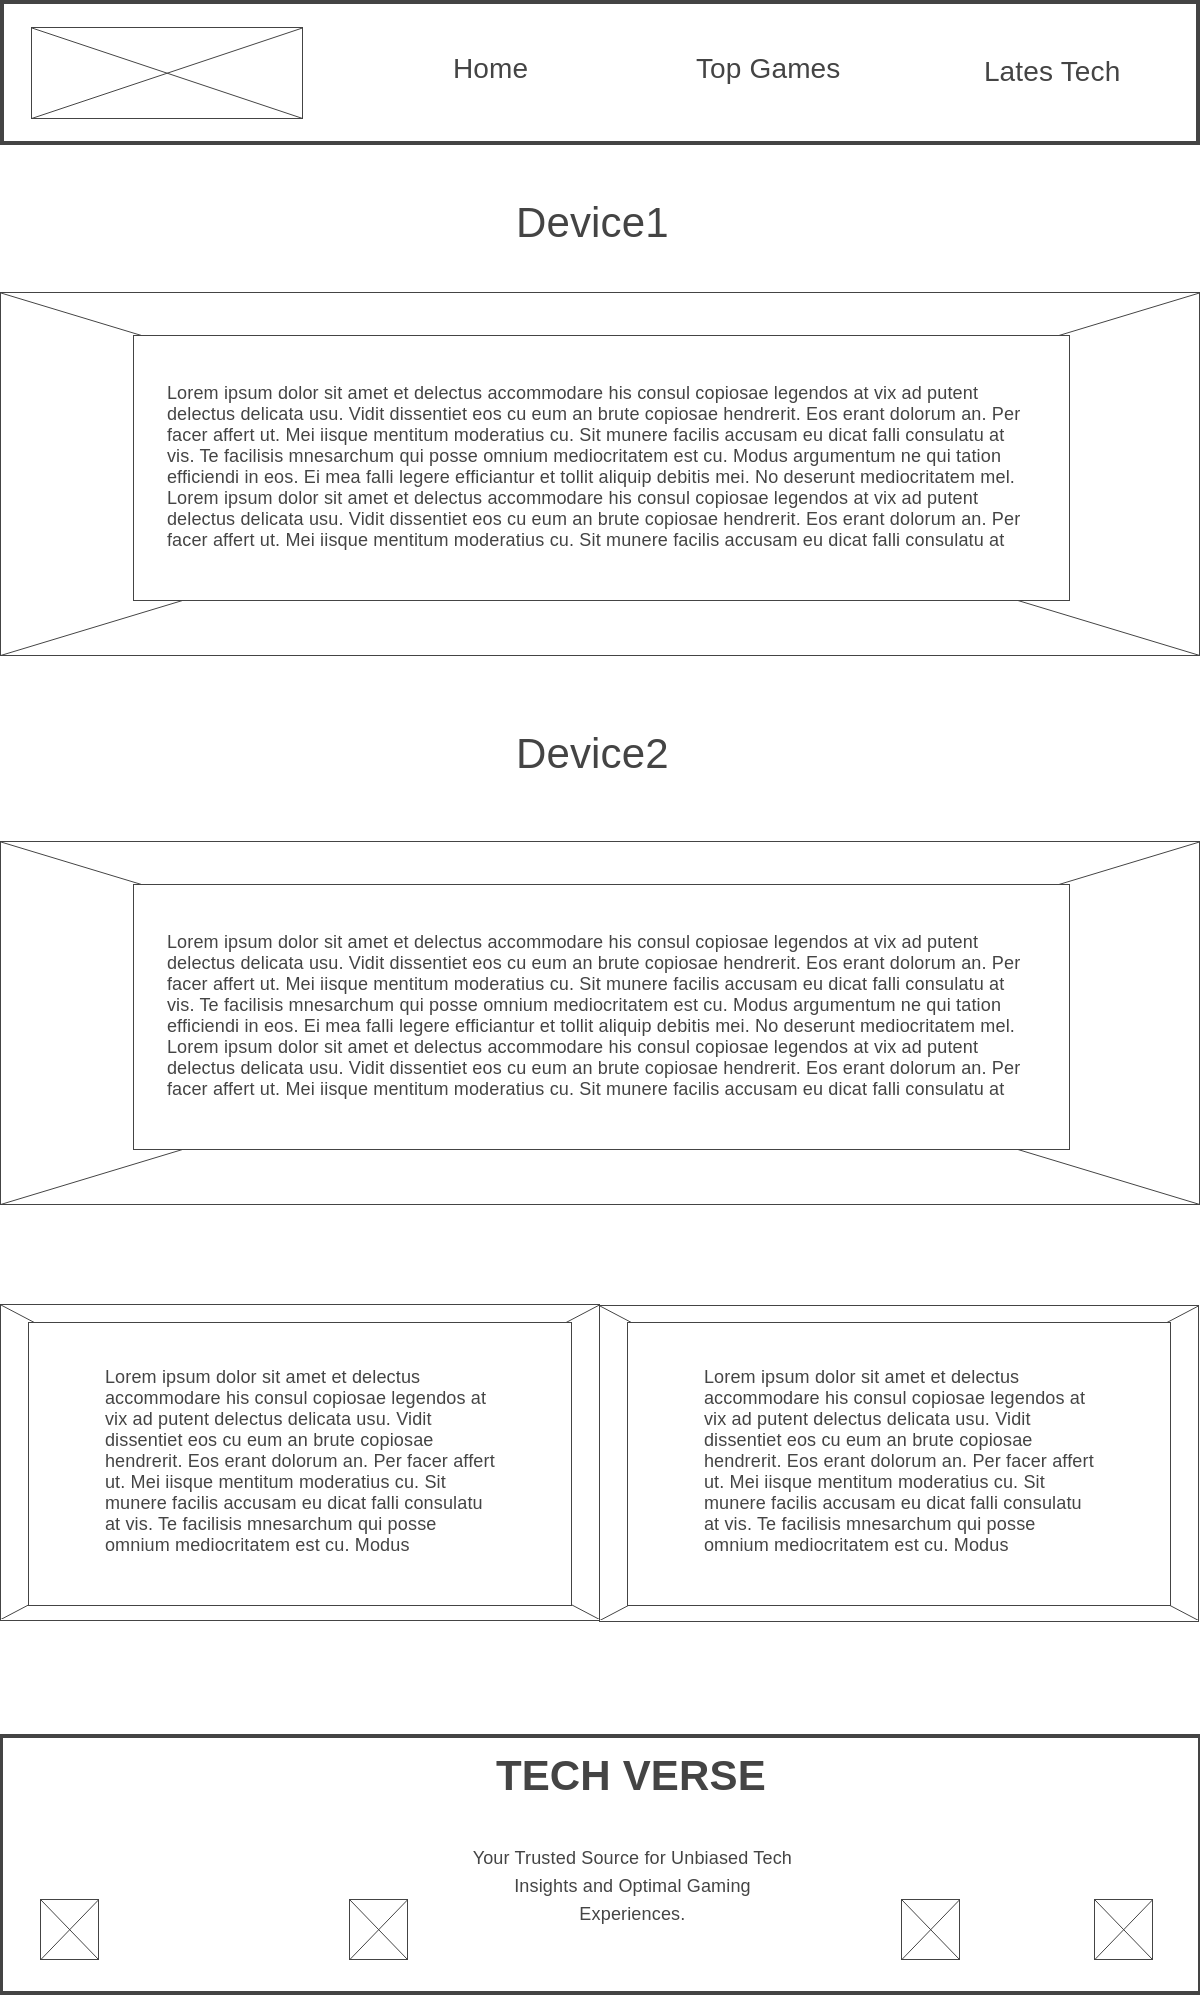 Home
Top Games
Lates Tech
Device1
Lorem ipsum dolor sit amet et delectus accommodare his consul copiosae legendos at vix ad putent
delectus delicata usu. Vidit dissentiet eos cu eum an brute copiosae hendrerit. Eos erant dolorum an. Per
facer affert ut. Mei iisque mentitum moderatius cu. Sit munere facilis accusam eu dicat falli consulatu at
vis. Te facilisis mnesarchum qui posse omnium mediocritatem est cu. Modus argumentum ne qui tation
efficiendi in eos. Ei mea falli legere efficiantur et tollit aliquip debitis mei. No deserunt mediocritatem mel.
Lorem ipsum dolor sit amet et delectus accommodare his consul copiosae legendos at vix ad putent
delectus delicata usu. Vidit dissentiet eos cu eum an brute copiosae hendrerit. Eos erant dolorum an. Per
facer affert ut. Mei iisque mentitum moderatius cu. Sit munere facilis accusam eu dicat falli consulatu at
Device2
Lorem ipsum dolor sit amet et delectus accommodare his consul copiosae legendos at vix ad putent
delectus delicata usu. Vidit dissentiet eos cu eum an brute copiosae hendrerit. Eos erant dolorum an. Per
facer affert ut. Mei iisque mentitum moderatius cu. Sit munere facilis accusam eu dicat falli consulatu at
vis. Te facilisis mnesarchum qui posse omnium mediocritatem est cu. Modus argumentum ne qui tation
efficiendi in eos. Ei mea falli legere efficiantur et tollit aliquip debitis mei. No deserunt mediocritatem mel.
Lorem ipsum dolor sit amet et delectus accommodare his consul copiosae legendos at vix ad putent
delectus delicata usu. Vidit dissentiet eos cu eum an brute copiosae hendrerit. Eos erant dolorum an. Per
facer affert ut. Mei iisque mentitum moderatius cu. Sit munere facilis accusam eu dicat falli consulatu at
Lorem ipsum dolor sit amet et delectus
accommodare his consul copiosae legendos at
vix ad putent delectus delicata usu. Vidit
dissentiet eos cu eum an brute copiosae
hendrerit. Eos erant dolorum an. Per facer affert
ut. Mei iisque mentitum moderatius cu. Sit
munere facilis accusam eu dicat falli consulatu
at vis. Te facilisis mnesarchum qui posse
omnium mediocritatem est cu. Modus
Lorem ipsum dolor sit amet et delectus
accommodare his consul copiosae legendos at
vix ad putent delectus delicata usu. Vidit
dissentiet eos cu eum an brute copiosae
hendrerit. Eos erant dolorum an. Per facer affert
ut. Mei iisque mentitum moderatius cu. Sit
munere facilis accusam eu dicat falli consulatu
at vis. Te facilisis mnesarchum qui posse
omnium mediocritatem est cu. Modus
TECH VERSE
Your Trusted Source for Unbiased Tech
Insights and Optimal Gaming
Experiences.